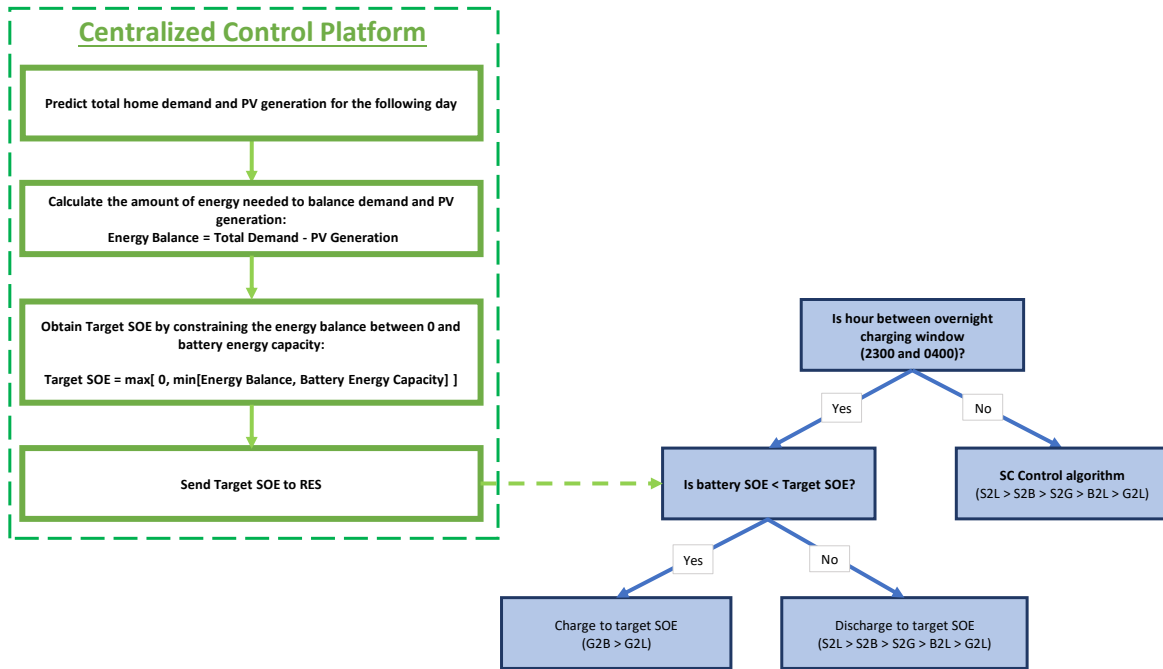 Centralized Control Platform
Predict total home demand and PV generation for the following day
Calculate the amount of energy needed to balance demand and PV
generation:
Energy Balance = Total Demand - PV Generation
Obtain Target SOE by constraining the energy balance between 0 and
battery energy capacity:
Target SOE = max[ 0, min[Energy Balance, Battery Energy Capacity] ]
Send Target SOE to RES
Is hour between overnight
charging window
(2300 and 0400)?
Yes
No
Is battery SOE < Target SOE?
SC Control algorithm
(S2L > S2B > S2G > B2L > G2L)
Yes
No
Charge to target SOE
(G2B > G2L)
Discharge to target SOE
(S2L > S2B > S2G > B2L > G2L)